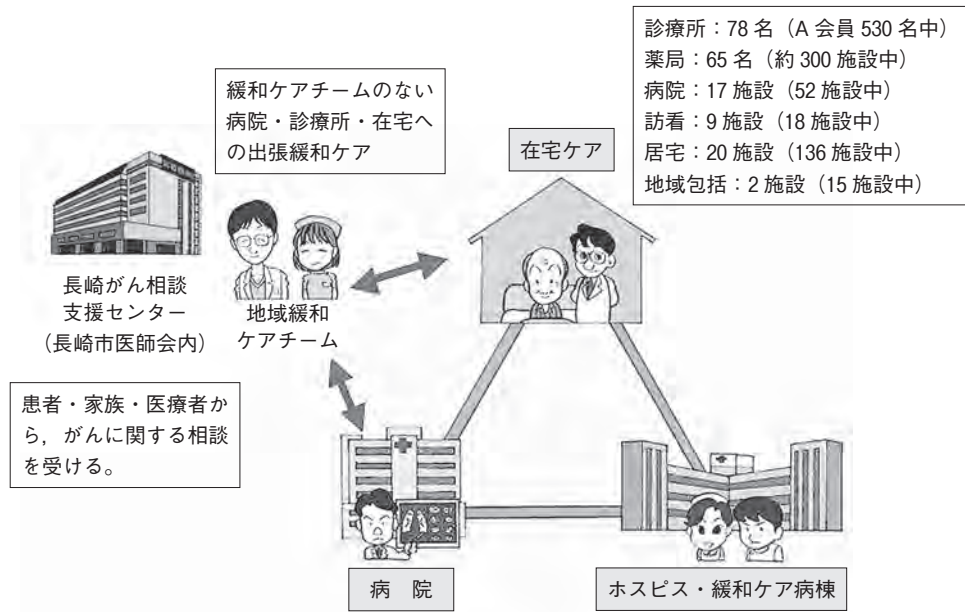 診療所：78 名（A 会員 530 名中）
薬局：65 名（約 300 施設中）
病院：17 施設（52 施設中）
訪看：9 施設（18 施設中）
居宅：20 施設（136 施設中）
地域包括：2 施設（15 施設中）
緩和ケアチームのない
病院・診療所・在宅へ
の出張緩和ケア
在宅ケア
長崎がん相談
支援センター
（長崎市医師会内）
地域緩和
ケアチーム
患者・家族・医療者か
ら，がんに関する相談
を受ける。
病　院
ホスピス・緩和ケア病棟